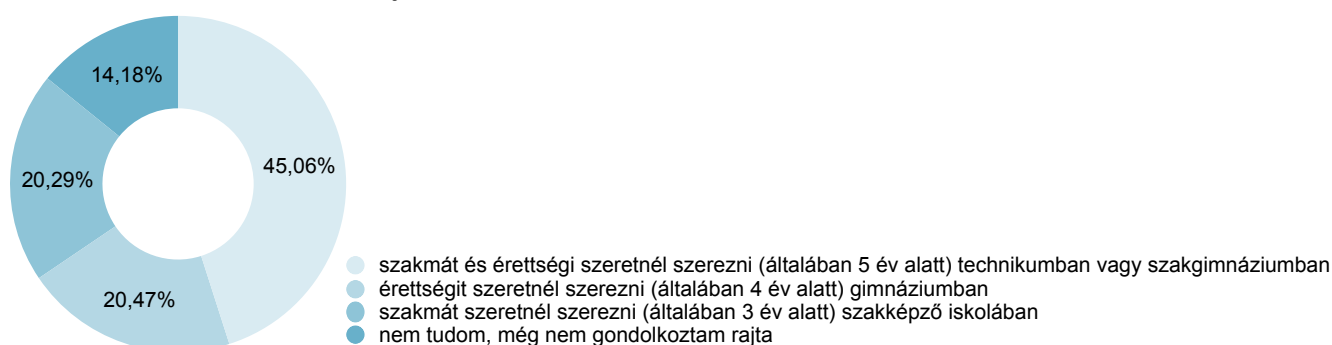 14,18%
45,06%
20,29%
20,47%
szakmát és érettségi szeretnél szerezni (általában 5 év alatt) technikumban vagy szakgimnáziumban
érettségit szeretnél szerezni (általában 4 év alatt) gimnáziumban
szakmát szeretnél szerezni (általában 3 év alatt) szakképző iskolában
nem tudom, még nem gondolkoztam rajta